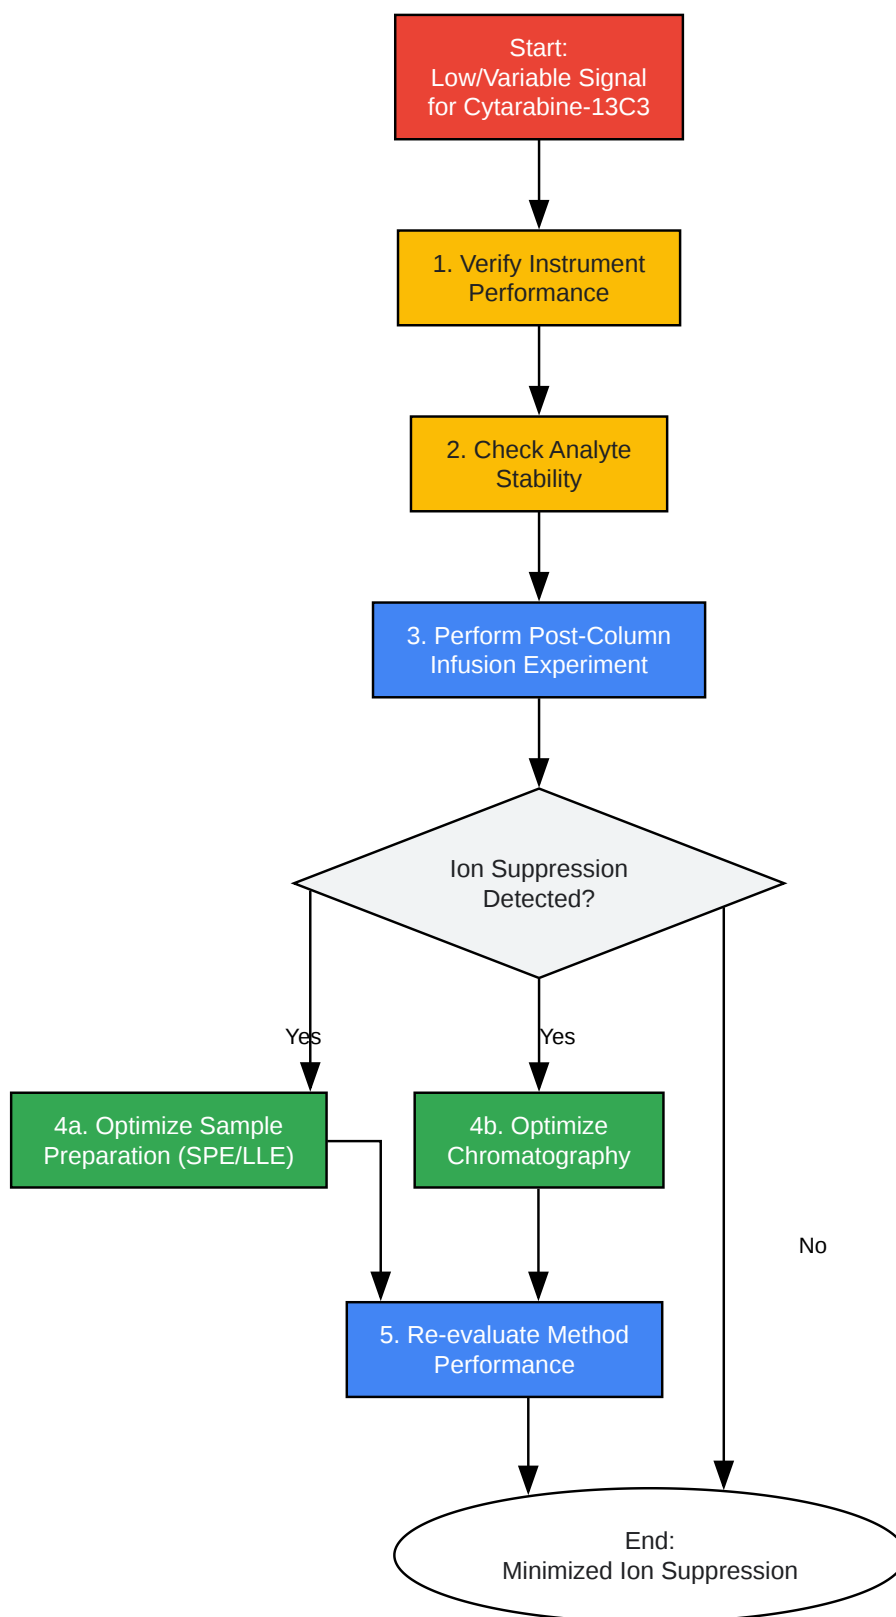 Start:
Low/Variable Signal
for Cytarabine-13C3
1. Verify Instrument
Performance
2. Check Analyte
Stability
3. Perform Post-Column
Infusion Experiment
Ion Suppression
Detected?
Yes
Yes
4a. Optimize Sample
Preparation (SPE/LLE)
4b. Optimize
Chromatography
No
5. Re-evaluate Method
Performance
End:
Minimized Ion Suppression